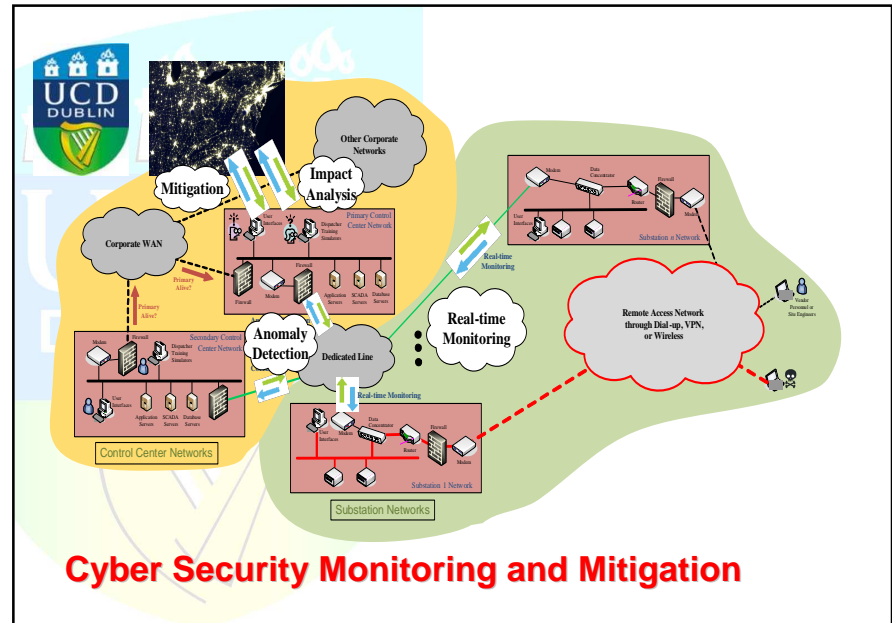 UCD
DUBLIN
Other Corporate
Networks
Mitigation
Impact
Analysis
Corporate WAN
User
Interfaces
Dispatcher
Training
Simulators
Primary Control
Center Network
Firewall
Modem
Firewall
Application
Servers
SCADA
Servers
Database
Servers
Primary
Alive?
Primary
Alive?
Secondary Control
Center Network
Modem
Firewall
Dispatcher
Training
Simulators
User
Interfaces
Application
Servers
SCADA
Servers
Database
Servers
Control Center Networks
Anomaly
Detection
Dedicated Line
Real-time
Monitoring
Real-time
Monitoring
Real-time Monitoring
Modem
Data
Concentrator
Router
Firewall
Modem
User
Interfaces
Substation n Network
Remote Access Network
through Dial-up, VPN,
or Wireless
Vendor
Personnel or
Site Engineers
User
Interfaces
Modem
Data
Concentrator
Router
Firewall
Modem
Substation 1 Network
Substation Networks
Cyber Security Monitoring and Mitigation